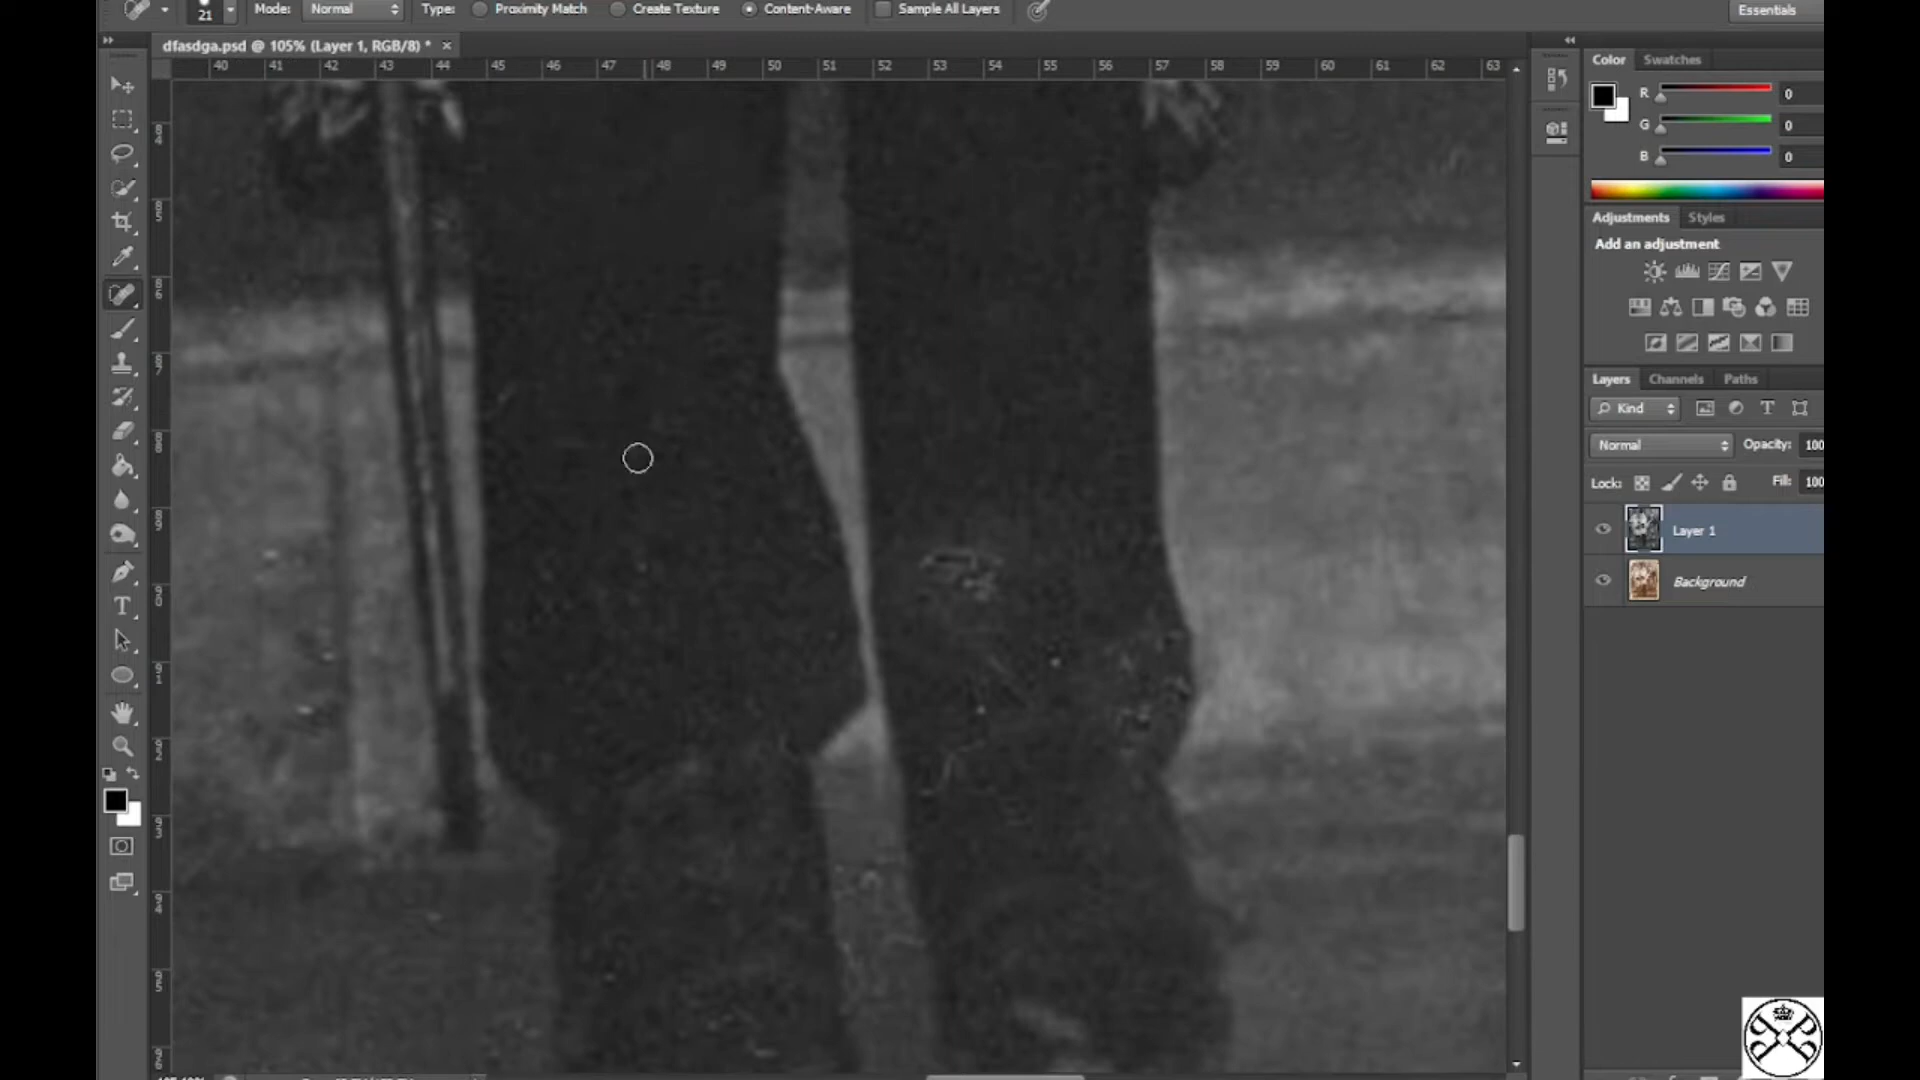 21 Mode: Normal Type: Proximity Match Create Texture Content-Aware Sample All Layers Essentials
dfasdga.psd @ 105% (Layer 1, RGB/8) * ×
40 41 42 43 44 45 46 47 48 49 50 51 52 53 54 55 56 57 58 59 60 61 62 63
Color Swatches
R 0
G 0
B 0
Adjustments Styles
Add an adjustment
Layers Channels Paths
Kind
Normal Opacity: 100
Lock: Fill: 100
Layer 1
Background